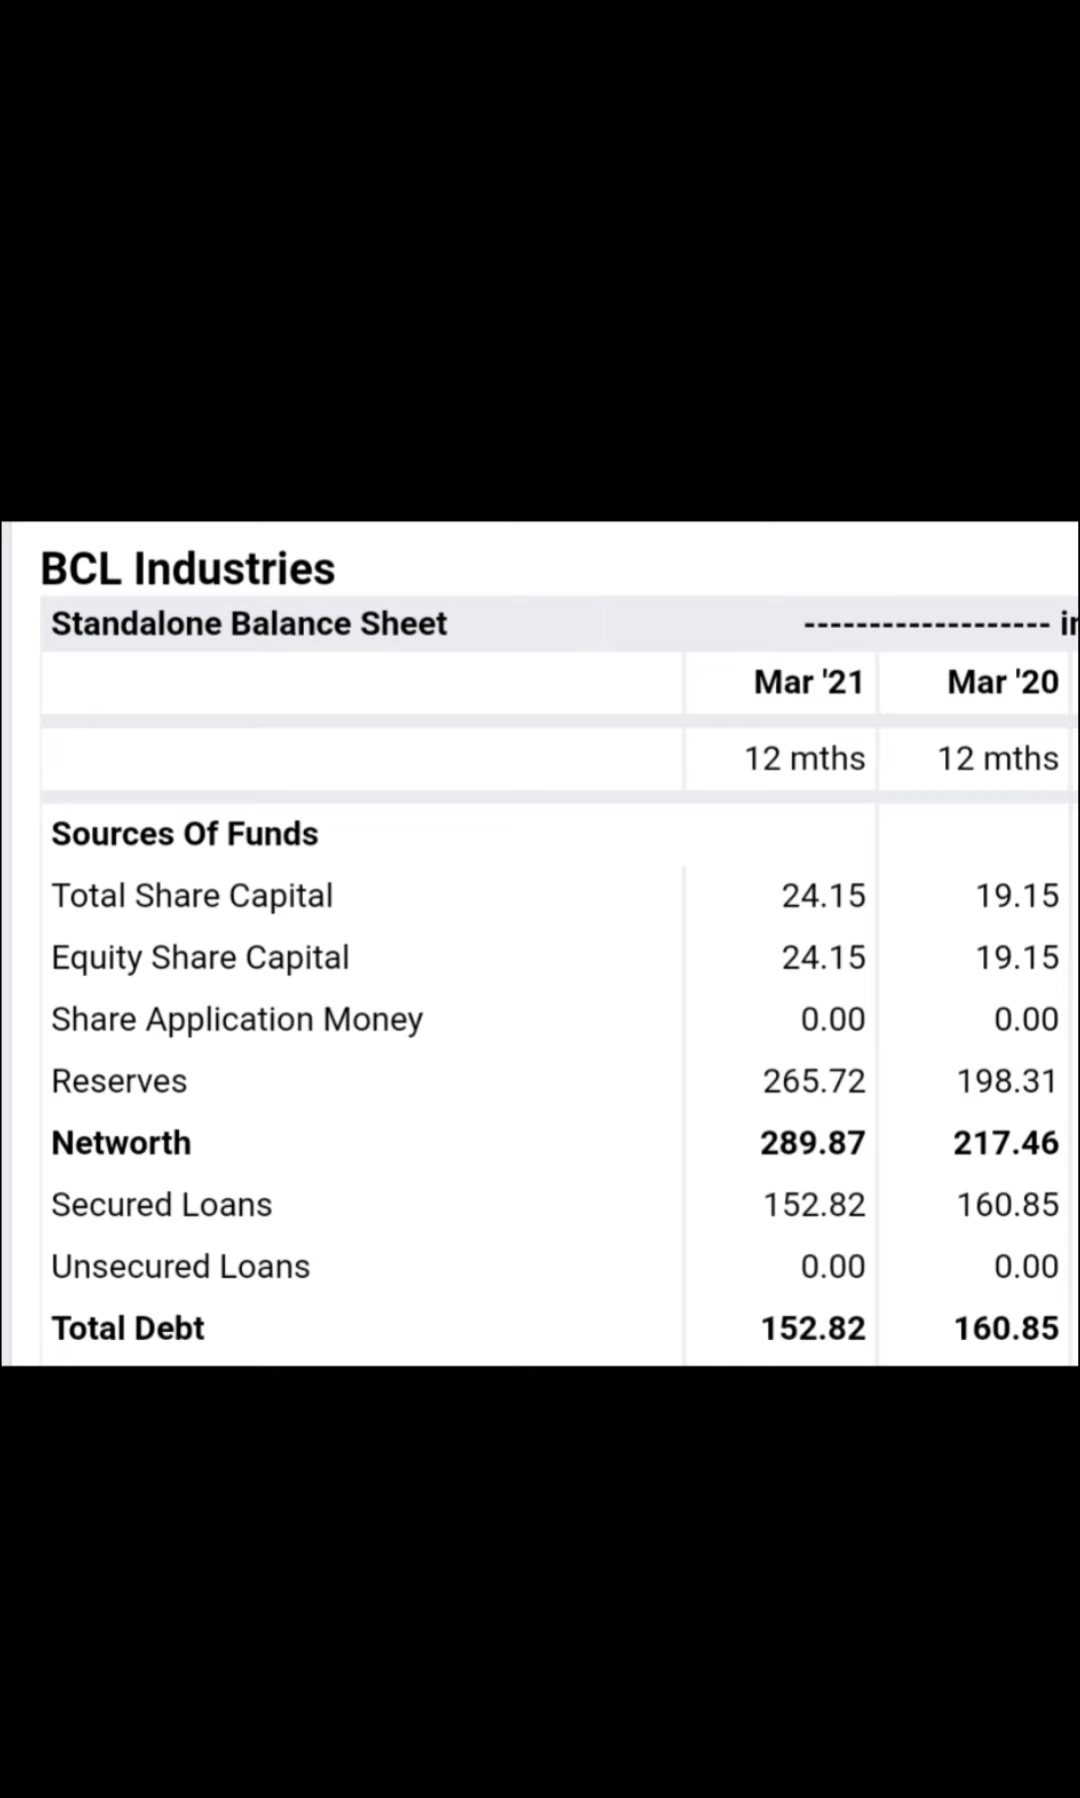 BCL Industries
Standalone Balance Sheet ------------------- in
Mar '21 Mar '20
12 mths 12 mths
Sources Of Funds
Total Share Capital 24.15 19.15
Equity Share Capital 24.15 19.15
Share Application Money 0.00 0.00
Reserves 265.72 198.31
Networth 289.87 217.46
Secured Loans 152.82 160.85
Unsecured Loans 0.00 0.00
Total Debt 152.82 160.85